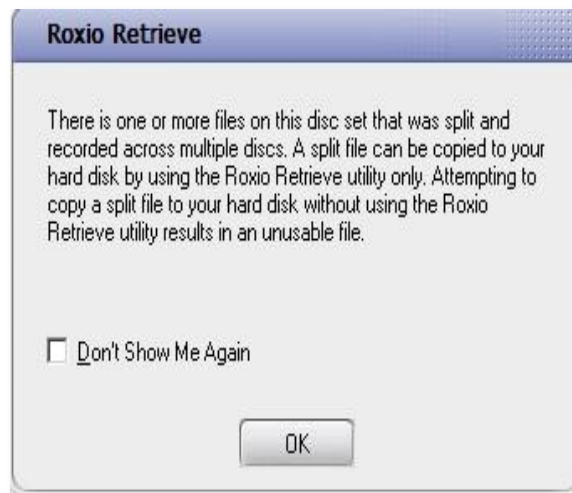 Roxio Retrieve
There is one or more files on this disc set that was split and
recorded across multiple discs. A split file can be copied to your
hard disk by using the Roxio Retrieve utility only. Attempting to
copy a split file to your hard disk without using the Roxio
Retrieve utility results in an unusable file.
Don't Show Me Again
OK